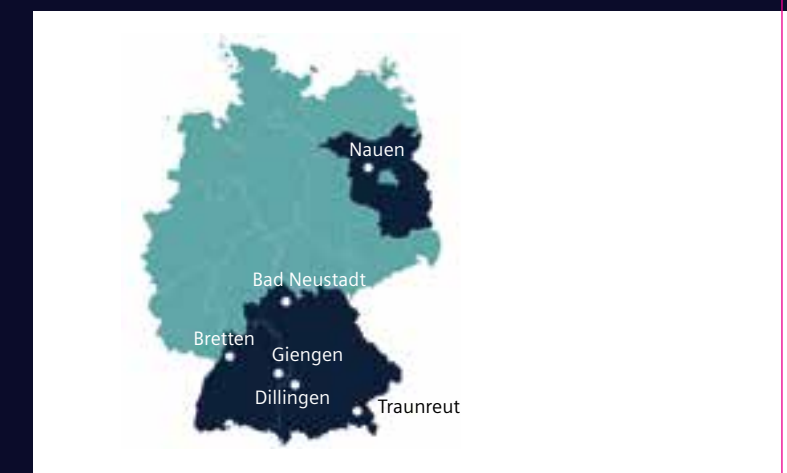 Nauen
Bad Neustadt
Bretten
Giengen
Dillingen
Traunreut